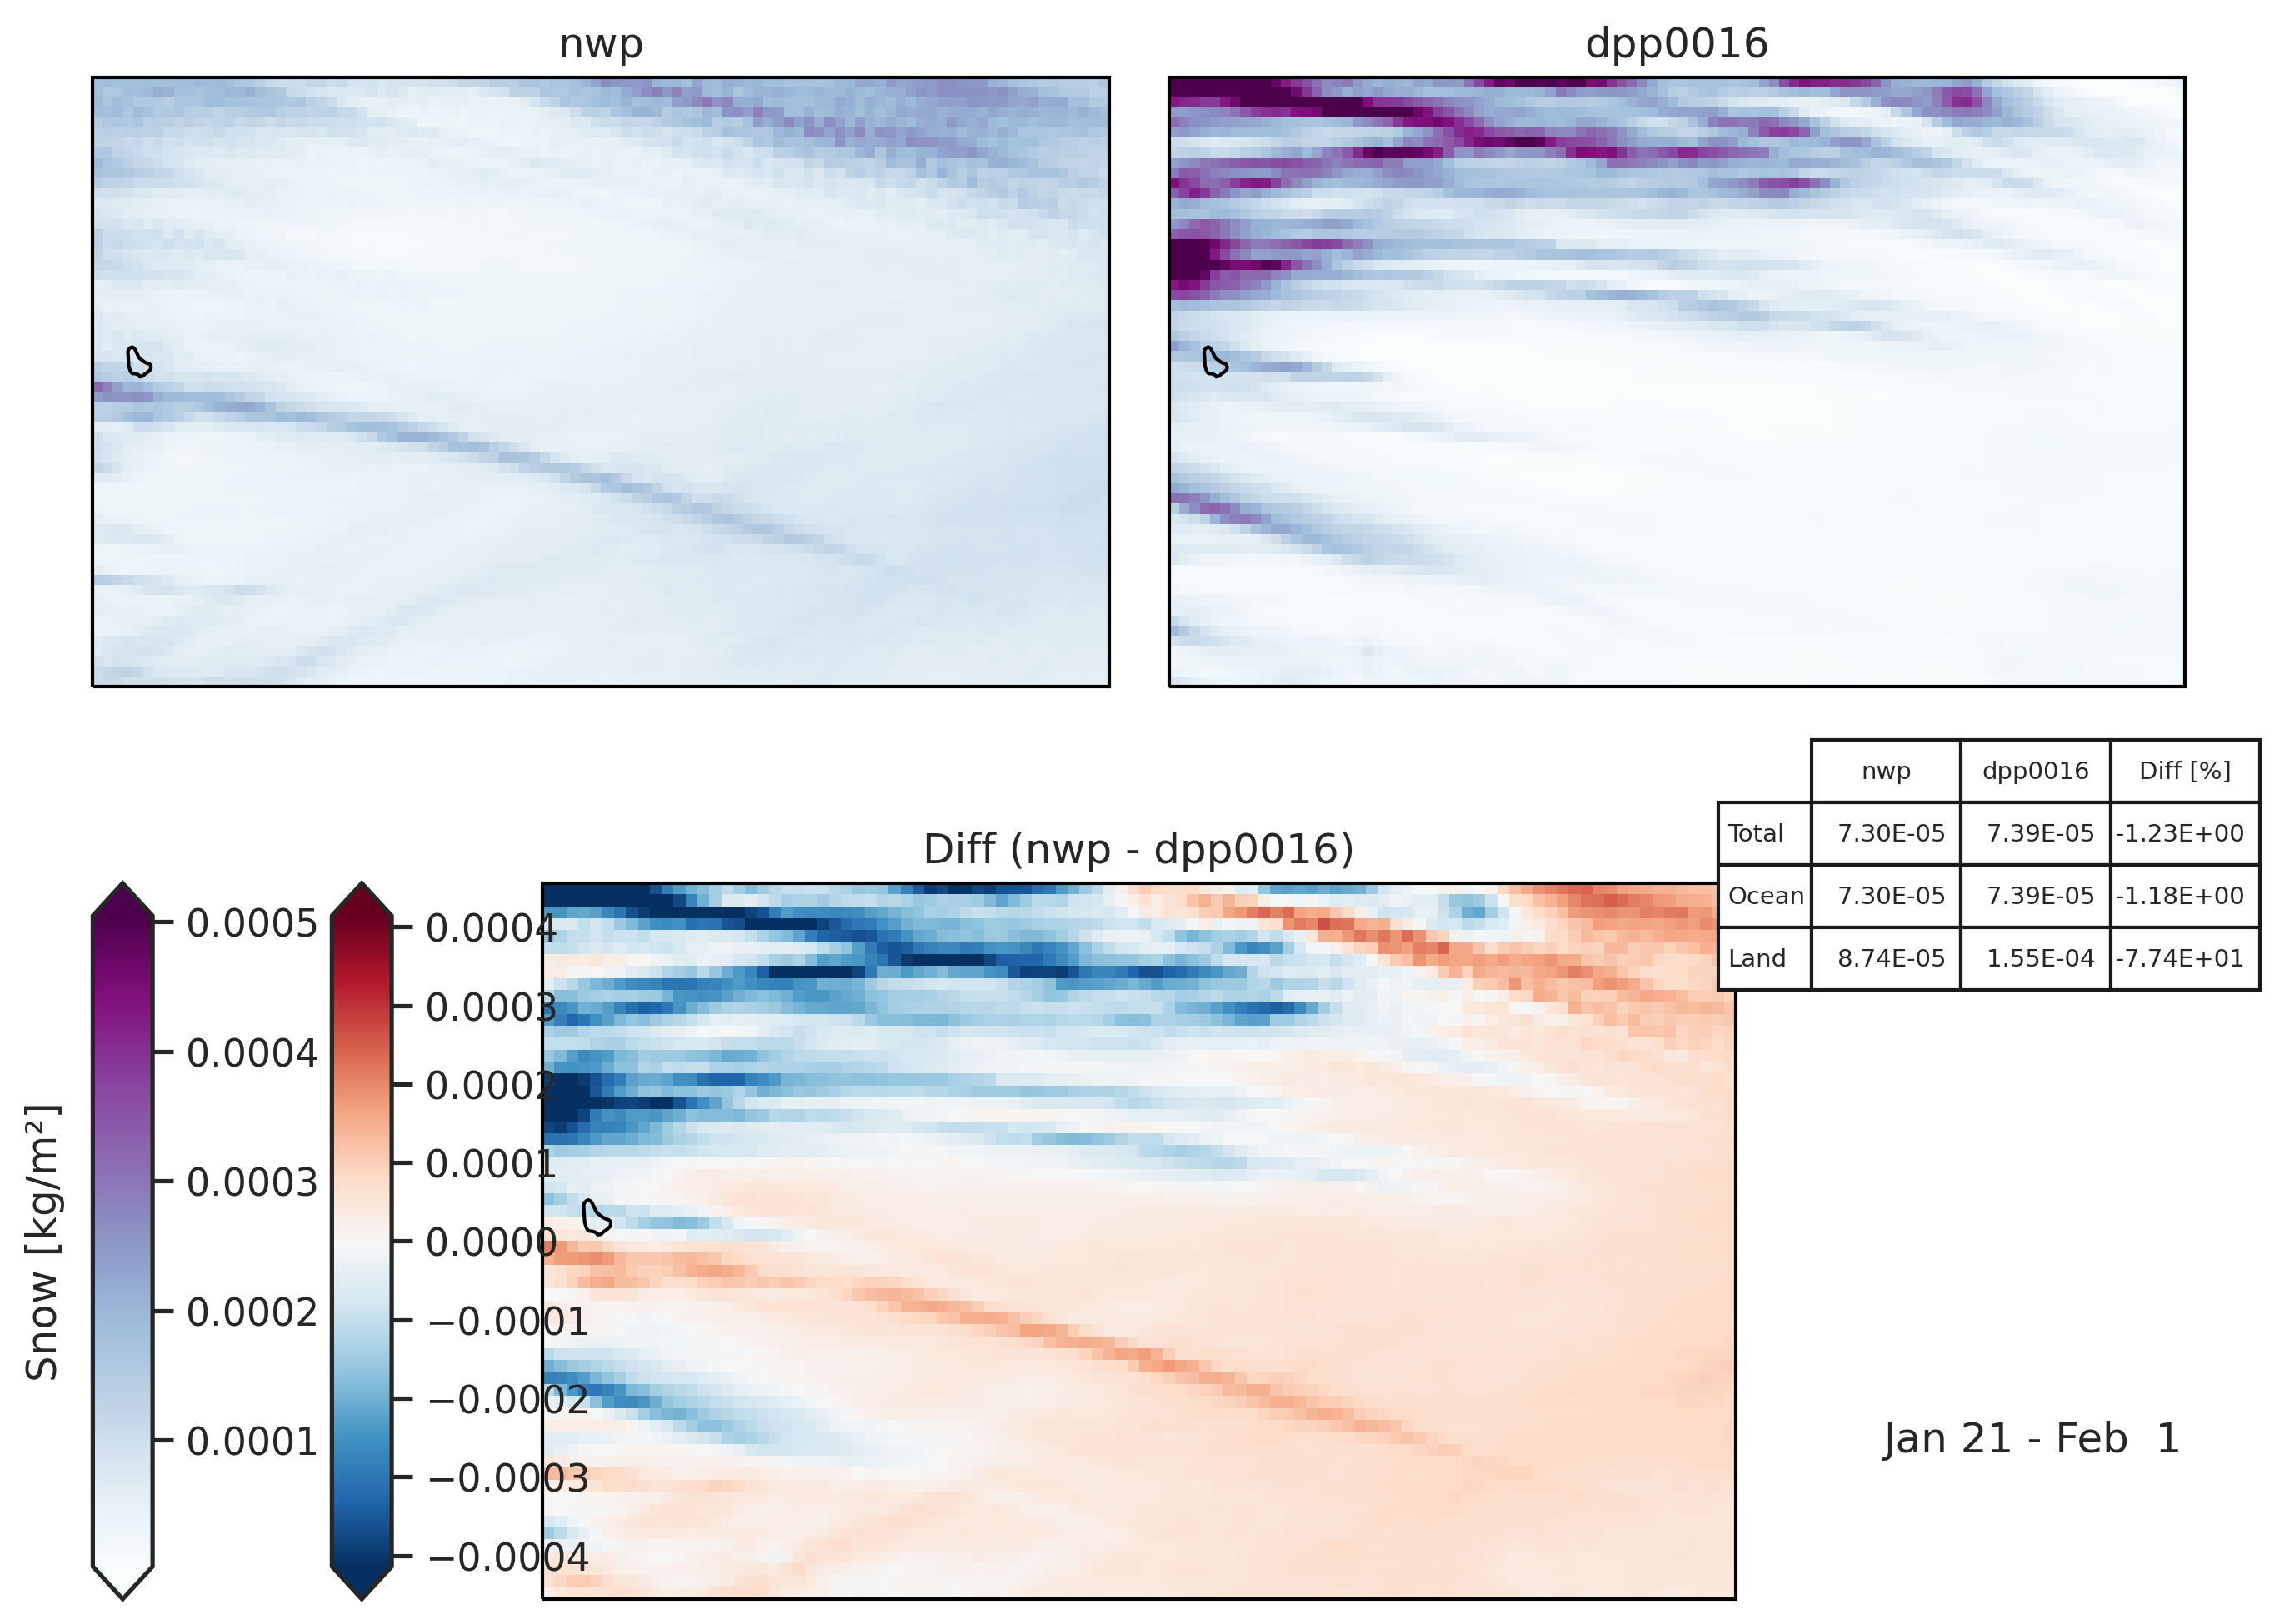 nwp
dpp0016
nwp dpp0016 Diff [%]
Total 7.30E-05 7.39E-05 -1.23E+00
Ocean 7.30E-05 7.39E-05 -1.18E+00
Land 8.74E-05 1.55E-04 -7.74E+01
Diff (nwp - dpp0016)
Snow [kg/m²]
0.0005
0.0004
0.0003
0.0002
0.0001
0.0004
0.0003
0.0002
0.0001
0.0000
−0.0001
−0.0002
−0.0003
−0.0004
Jan 21 - Feb  1